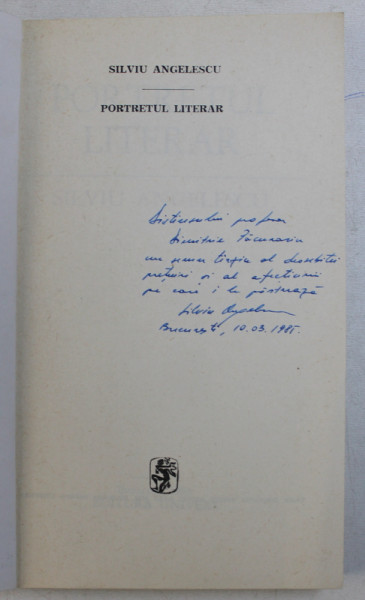 SILVIU ANGELESCU
PORTRETUL LITERAR
Distinsului profesor
Dimitrie Păcurariu
un semn al deosebitei
prețuiri și al afecțiunii
pe care i le păstrează
Silviu Angelescu
București, 10.03.1985.